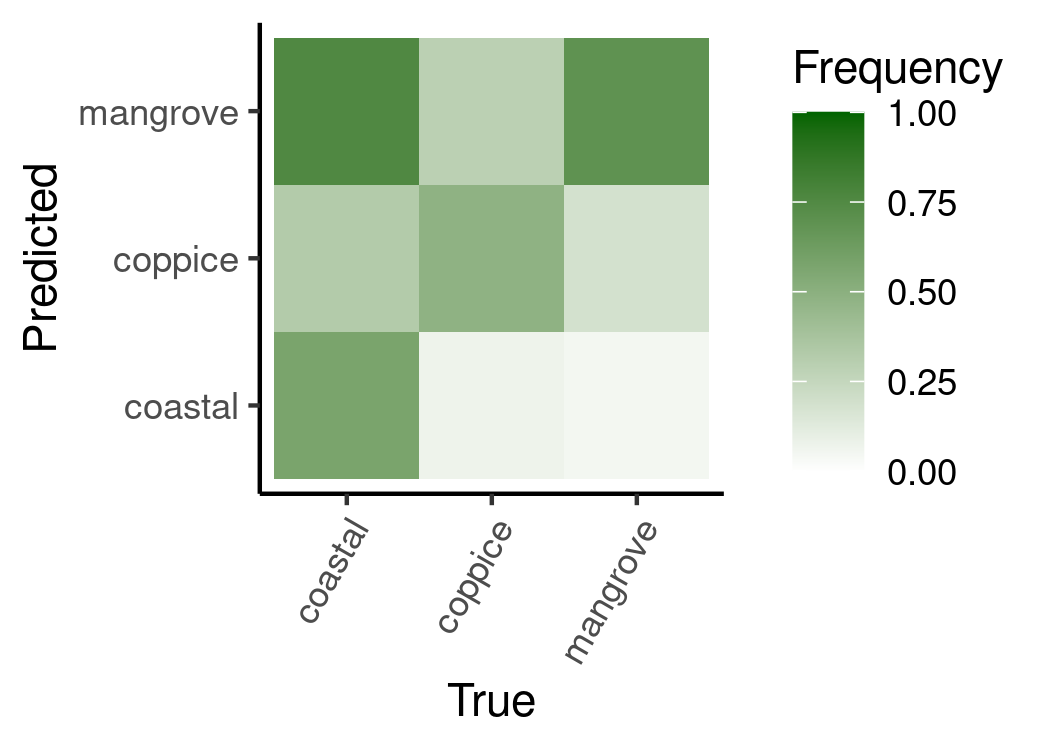 Predicted
mangrove
coppice
coastal
coastal
coppice
mangrove
True
Frequency
1.00
0.75
0.50
0.25
0.00